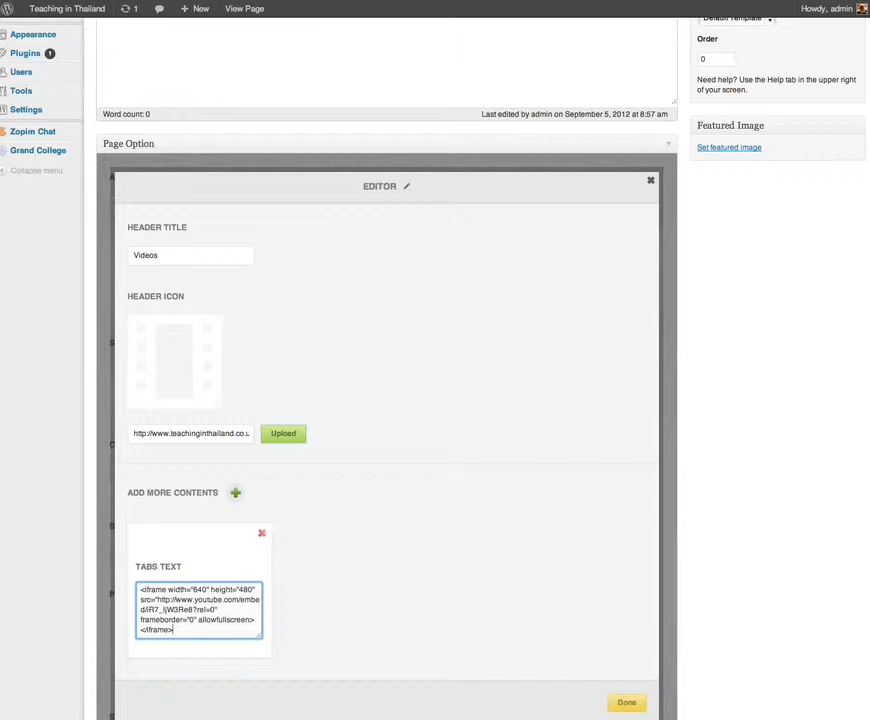 Teaching in Thailand
1
New
View Page
Howdy, admin
Appearance
Plugins 1
Users
Tools
Settings
Zopim Chat
Grand College
Collapse menu
Default Template
Order
0
Need help? Use the Help tab in the upper right
of your screen.
Word count: 0
Last edited by admin on September 5, 2012 at 8:57 am
Featured Image
Set featured image
Page Option
EDITOR
HEADER TITLE
Videos
HEADER ICON
http://www.teachinginthailand.co.u
Upload
ADD MORE CONTENTS
TABS TEXT
<iframe width="640" height="480"
src="http://www.youtube.com/embe
d/iR7_IjW3Re8?rel=0"
frameborder="0" allowfullscreen>
</iframe>
Done